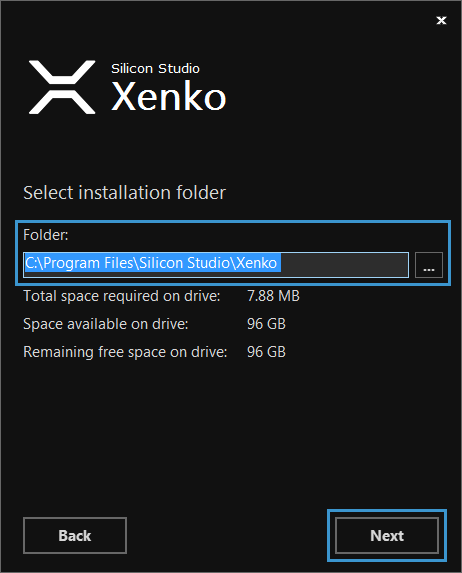 ×
Silicon Studio
Xenko
Select installation folder
Folder:
C:\Program Files\Silicon Studio\Xenko
...
Total space required on drive: 7.88 MB
Space available on drive: 96 GB
Remaining free space on drive: 96 GB
Back
Next